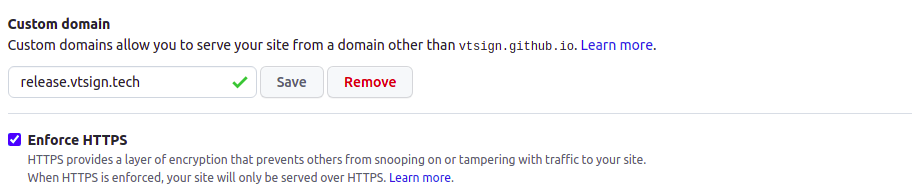 Custom domain
Custom domains allow you to serve your site from a domain other than vtsign.github.io. Learn more.
release.vtsign.tech Save Remove
Enforce HTTPS
HTTPS provides a layer of encryption that prevents others from snooping on or tampering with traffic to your site.
When HTTPS is enforced, your site will only be served over HTTPS. Learn more.